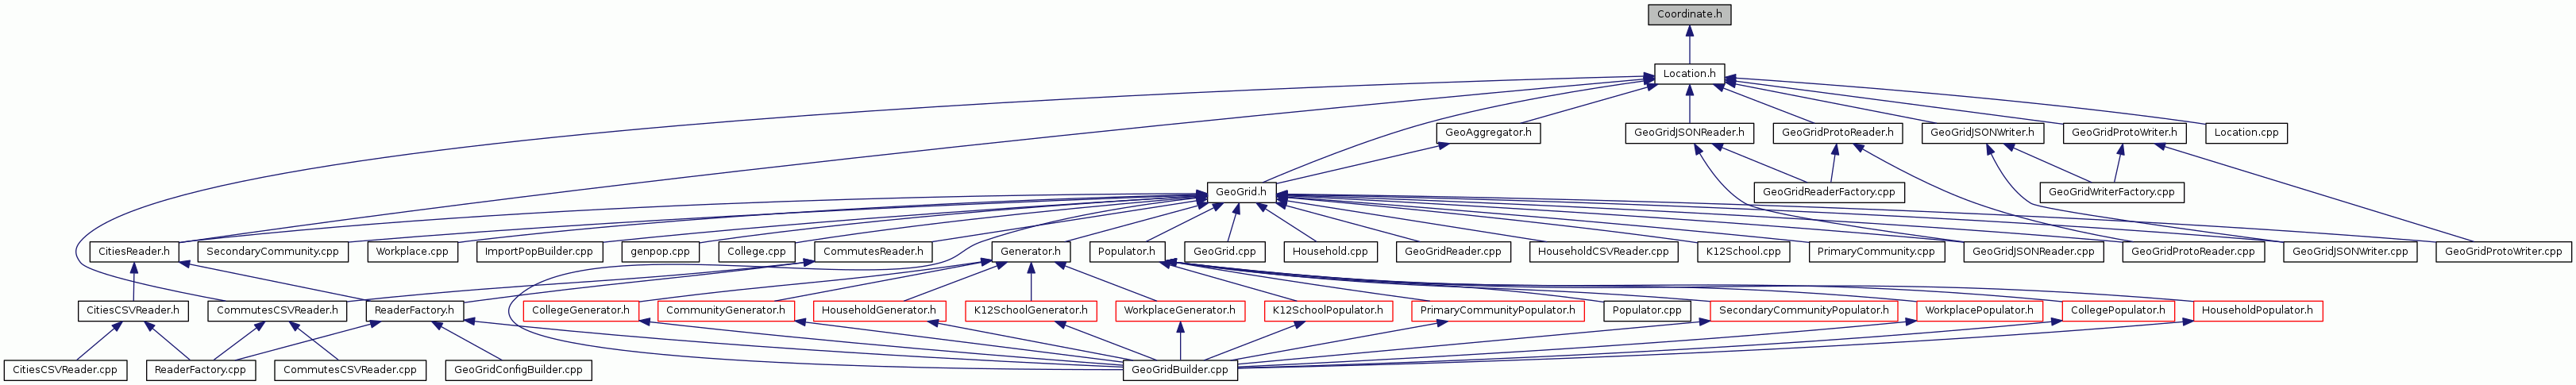 Coordinate.h
Location.h
GeoAggregator.h
GeoGridJSONReader.h
GeoGridProtoReader.h
GeoGridJSONWriter.h
GeoGridProtoWriter.h
Location.cpp
GeoGrid.h
GeoGridReaderFactory.cpp
GeoGridWriterFactory.cpp
CitiesReader.h
SecondaryCommunity.cpp
Workplace.cpp
ImportPopBuilder.cpp
genpop.cpp
College.cpp
CommutesReader.h
Generator.h
Populator.h
GeoGrid.cpp
Household.cpp
GeoGridReader.cpp
HouseholdCSVReader.cpp
K12School.cpp
PrimaryCommunity.cpp
GeoGridJSONReader.cpp
GeoGridProtoReader.cpp
GeoGridJSONWriter.cpp
GeoGridProtoWriter.cpp
CitiesCSVReader.h
CommutesCSVReader.h
ReaderFactory.h
CollegeGenerator.h
CommunityGenerator.h
HouseholdGenerator.h
K12SchoolGenerator.h
WorkplaceGenerator.h
K12SchoolPopulator.h
PrimaryCommunityPopulator.h
Populator.cpp
SecondaryCommunityPopulator.h
WorkplacePopulator.h
CollegePopulator.h
HouseholdPopulator.h
CitiesCSVReader.cpp
ReaderFactory.cpp
CommutesCSVReader.cpp
GeoGridConfigBuilder.cpp
GeoGridBuilder.cpp